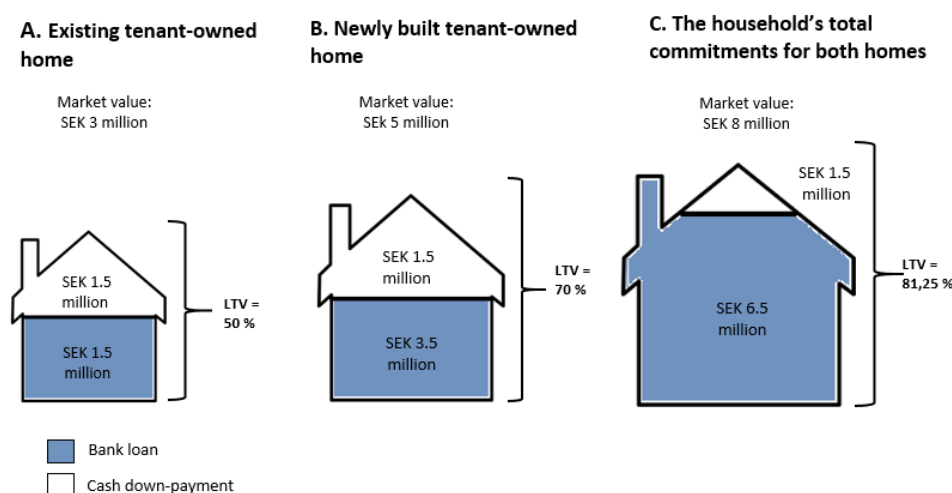 A. Existing tenant-owned
home
Market value:
SEK 3 million
SEK 1.5
million
SEK 1.5
million
LTV =
50 %
B. Newly built tenant-owned
home
Market value:
SEk 5 million
SEK 1.5
million
SEK 3.5
million
LTV =
70 %
C. The household's total
commitments for both homes
Market value:
SEK 8 million
SEK 1.5
million
SEK 6.5
million
LTV =
81,25 %
Bank loan
Cash down-payment